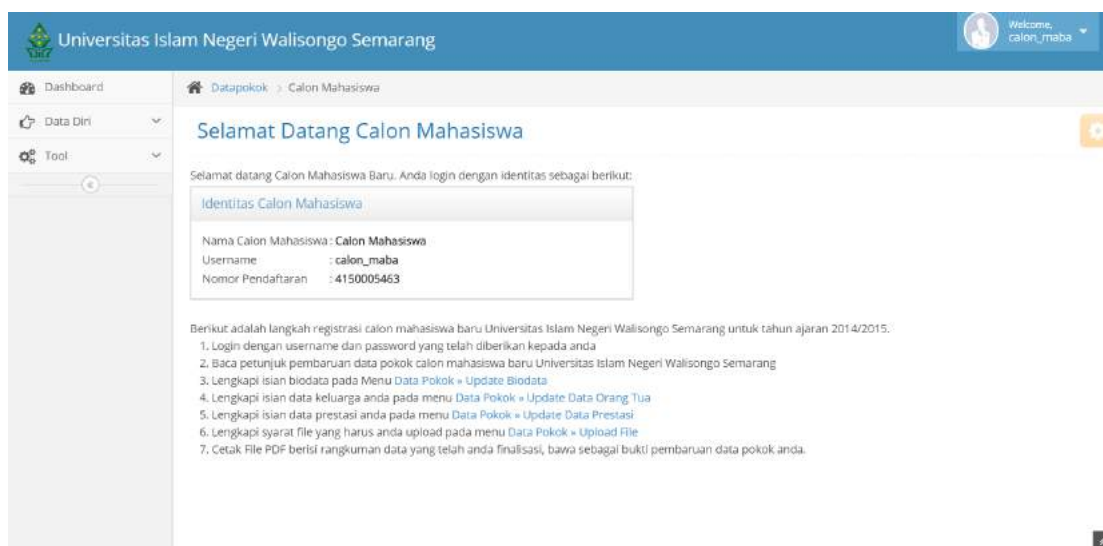 Universitas Islam Negeri Walisongo Semarang
Welcome,
calon_maba
Dashboard
Data Diri
Tool
Datapokok > Calon Mahasiswa
Selamat Datang Calon Mahasiswa
Selamat datang Calon Mahasiswa Baru. Anda login dengan identitas sebagai berikut:
Identitas Calon Mahasiswa
Nama Calon Mahasiswa : Calon Mahasiswa
Username : calon_maba
Nomor Pendaftaran : 4150005463
Berikut adalah langkah registrasi calon mahasiswa baru Universitas Islam Negeri Walisongo Semarang untuk tahun ajaran 2014/2015.
1. Login dengan username dan password yang telah diberikan kepada anda
2. Baca petunjuk pembaruan data pokok calon mahasiswa baru Universitas Islam Negeri Walisongo Semarang
3. Lengkapi isian biodata pada Menu Data Pokok » Update Biodata
4. Lengkapi isian data keluarga anda pada menu Data Pokok » Update Data Orang Tua
5. Lengkapi isian data prestasi anda pada menu Data Pokok » Update Data Prestasi
6. Lengkapi syarat file yang harus anda upload pada menu Data Pokok » Upload File
7. Cetak File PDF berisi rangkuman data yang telah anda finalisasi, bawa sebagai bukti pembaruan data pokok anda.